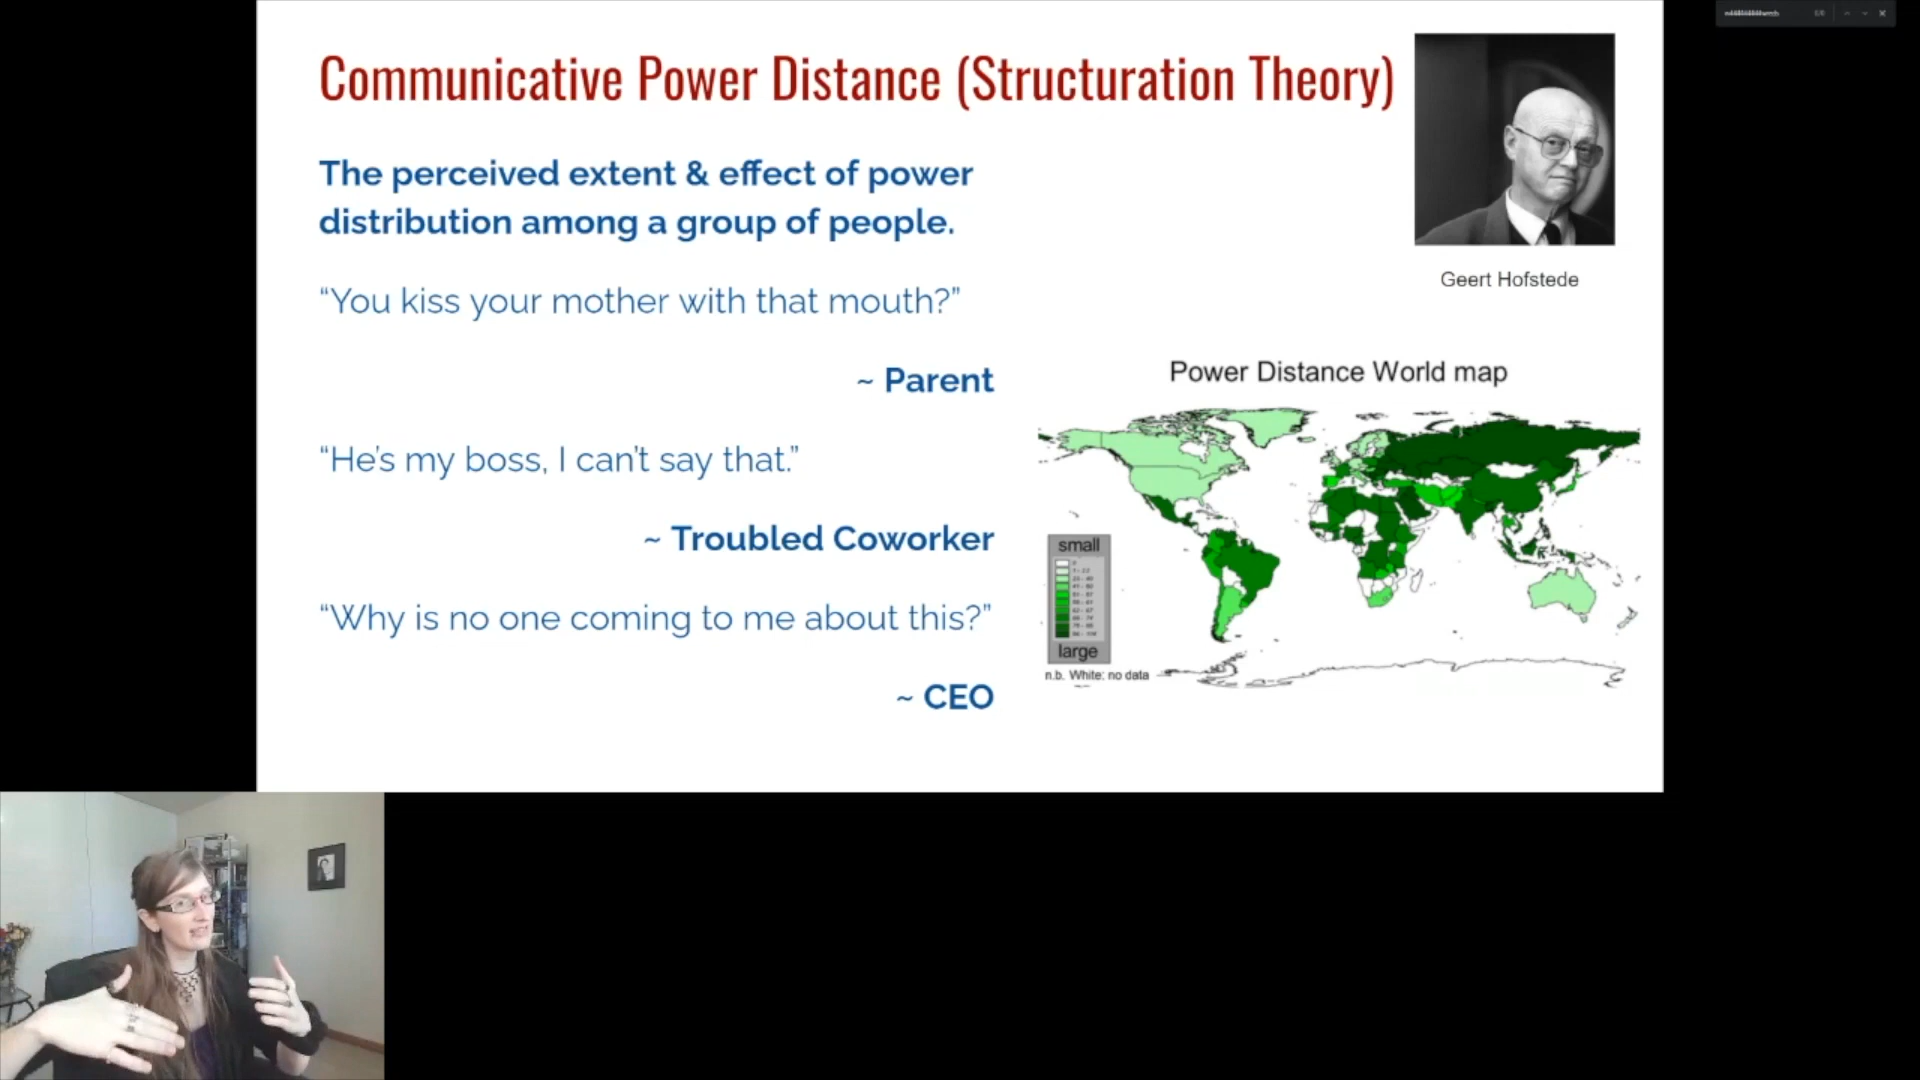 Communicative Power Distance (Structuration Theory)
The perceived extent & effect of power
distribution among a group of people.
“You kiss your mother with that mouth?”
~ Parent
“He’s my boss, I can’t say that.”
~ Troubled Coworker
“Why is no one coming to me about this?”
~ CEO
Geert Hofstede
Power Distance World map
small
large
n.b. White: no data